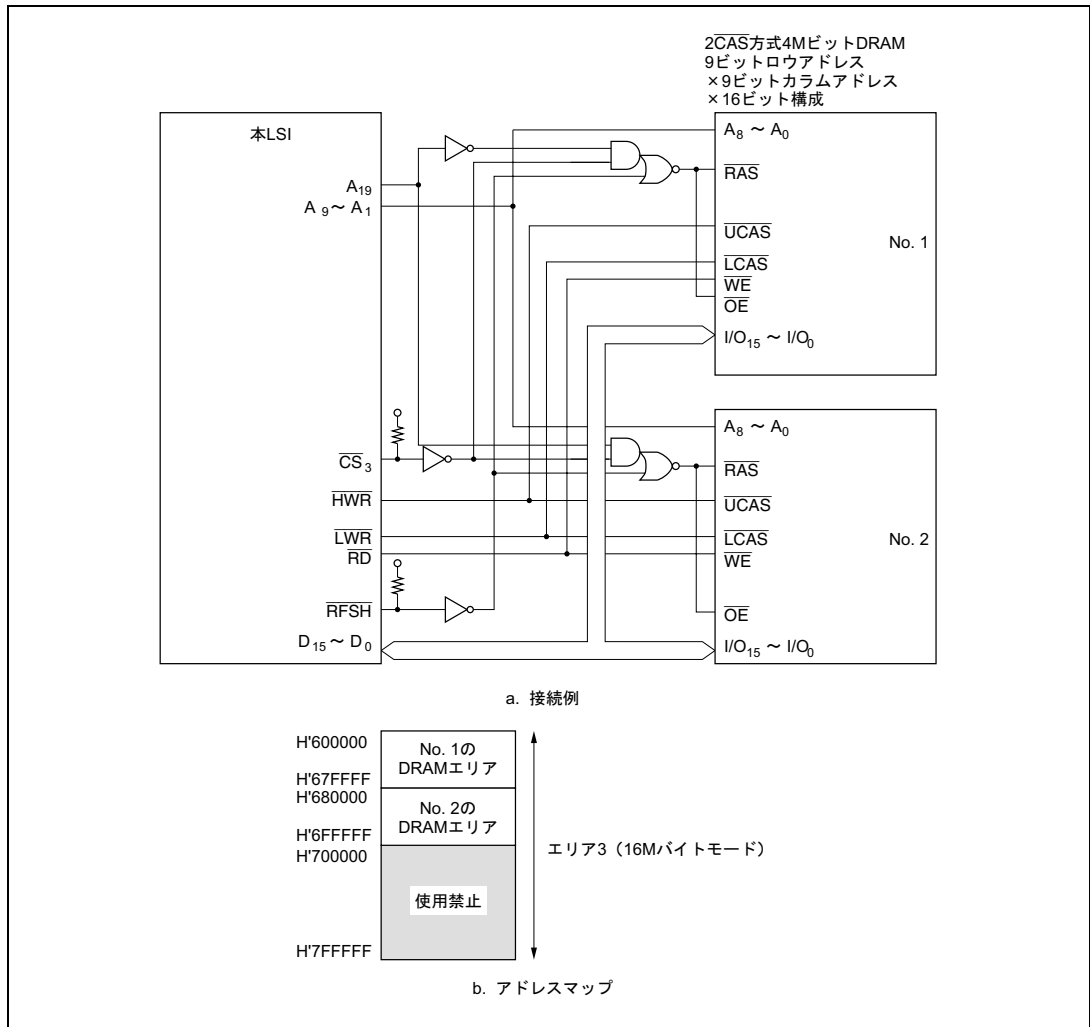 2CAS方式4MビットDRAM
9ビットロウアドレス
×9ビットカラムアドレス
×16ビット構成
本LSI
A19
A 9～ A1
CS 3
HWR
LWR
RD
RFSH
D 15～ D0
A8 ～ A0
RAS
UCAS
No. 1
LCAS
WE
OE
I/O15 ～ I/O0
A8 ～ A0
RAS
UCAS
LCAS
No. 2
WE
OE
I/O15 ～ I/O0
a. 接続例
H'600000
No. 1の
DRAMエリア
H'67FFFF
H'680000
No. 2の
DRAMエリア
H'6FFFFF
H'700000
エリア3（16Mバイトモード）
使用禁止
H'7FFFFF
b. アドレスマップ